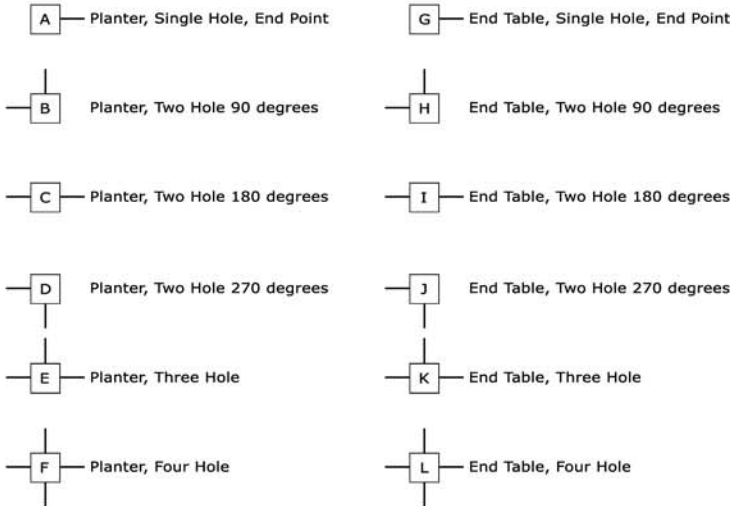 A Planter, Single Hole, End Point
G End Table, Single Hole, End Point
B Planter, Two Hole 90 degrees
H End Table, Two Hole 90 degrees
C Planter, Two Hole 180 degrees
I End Table, Two Hole 180 degrees
D Planter, Two Hole 270 degrees
J End Table, Two Hole 270 degrees
E Planter, Three Hole
K End Table, Three Hole
F Planter, Four Hole
L End Table, Four Hole